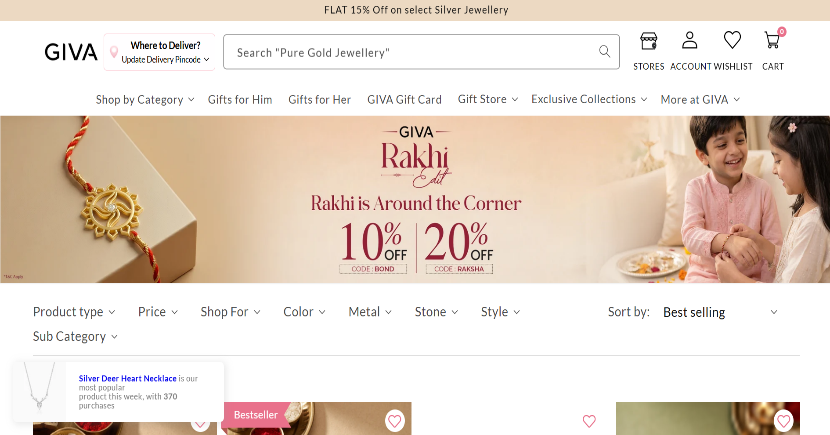 FLAT 15% Off on select Silver Jewellery
GIVA
Where to Deliver?
Update Delivery Pincode
Search "Pure Gold Jewellery"
0
STORES ACCOUNT WISHLIST CART
Shop by Category Gifts for Him Gifts for Her GIVA Gift Card Gift Store Exclusive Collections More at GIVA
GIVA
Rakhi
Edit
Rakhi is Around the Corner
10% OFF 20% OFF
CODE: BOND CODE: RAKSHA
Product type Price Shop For Color Metal Stone Style Sort by: Best selling
Sub Category
Silver Deer Heart Necklace is our
most popular
product this week, with 370
purchases
Bestseller